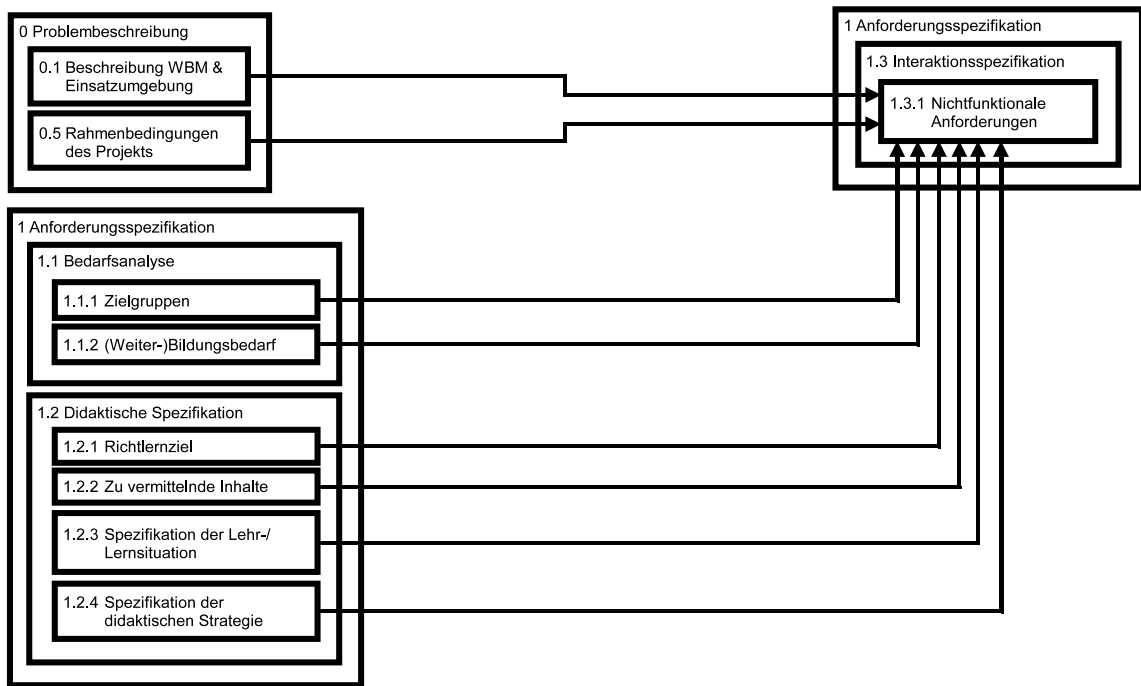 0 Problembeschreibung
0.1 Beschreibung WBM &
Einsatzumgebung
0.5 Rahmenbedingungen
des Projekts
1 Anforderungsspezifikation
1.3 Interaktionsspezifikation
1.3.1 Nichtfunktionale
Anforderungen
1 Anforderungsspezifikation
1.1 Bedarfsanalyse
1.1.1 Zielgruppen
1.1.2 (Weiter-)Bildungsbedarf
1.2 Didaktische Spezifikation
1.2.1 Richtlernziel
1.2.2 Zu vermittelnde Inhalte
1.2.3 Spezifikation der Lehr-/
Lernsituation
1.2.4 Spezifikation der
didaktischen Strategie